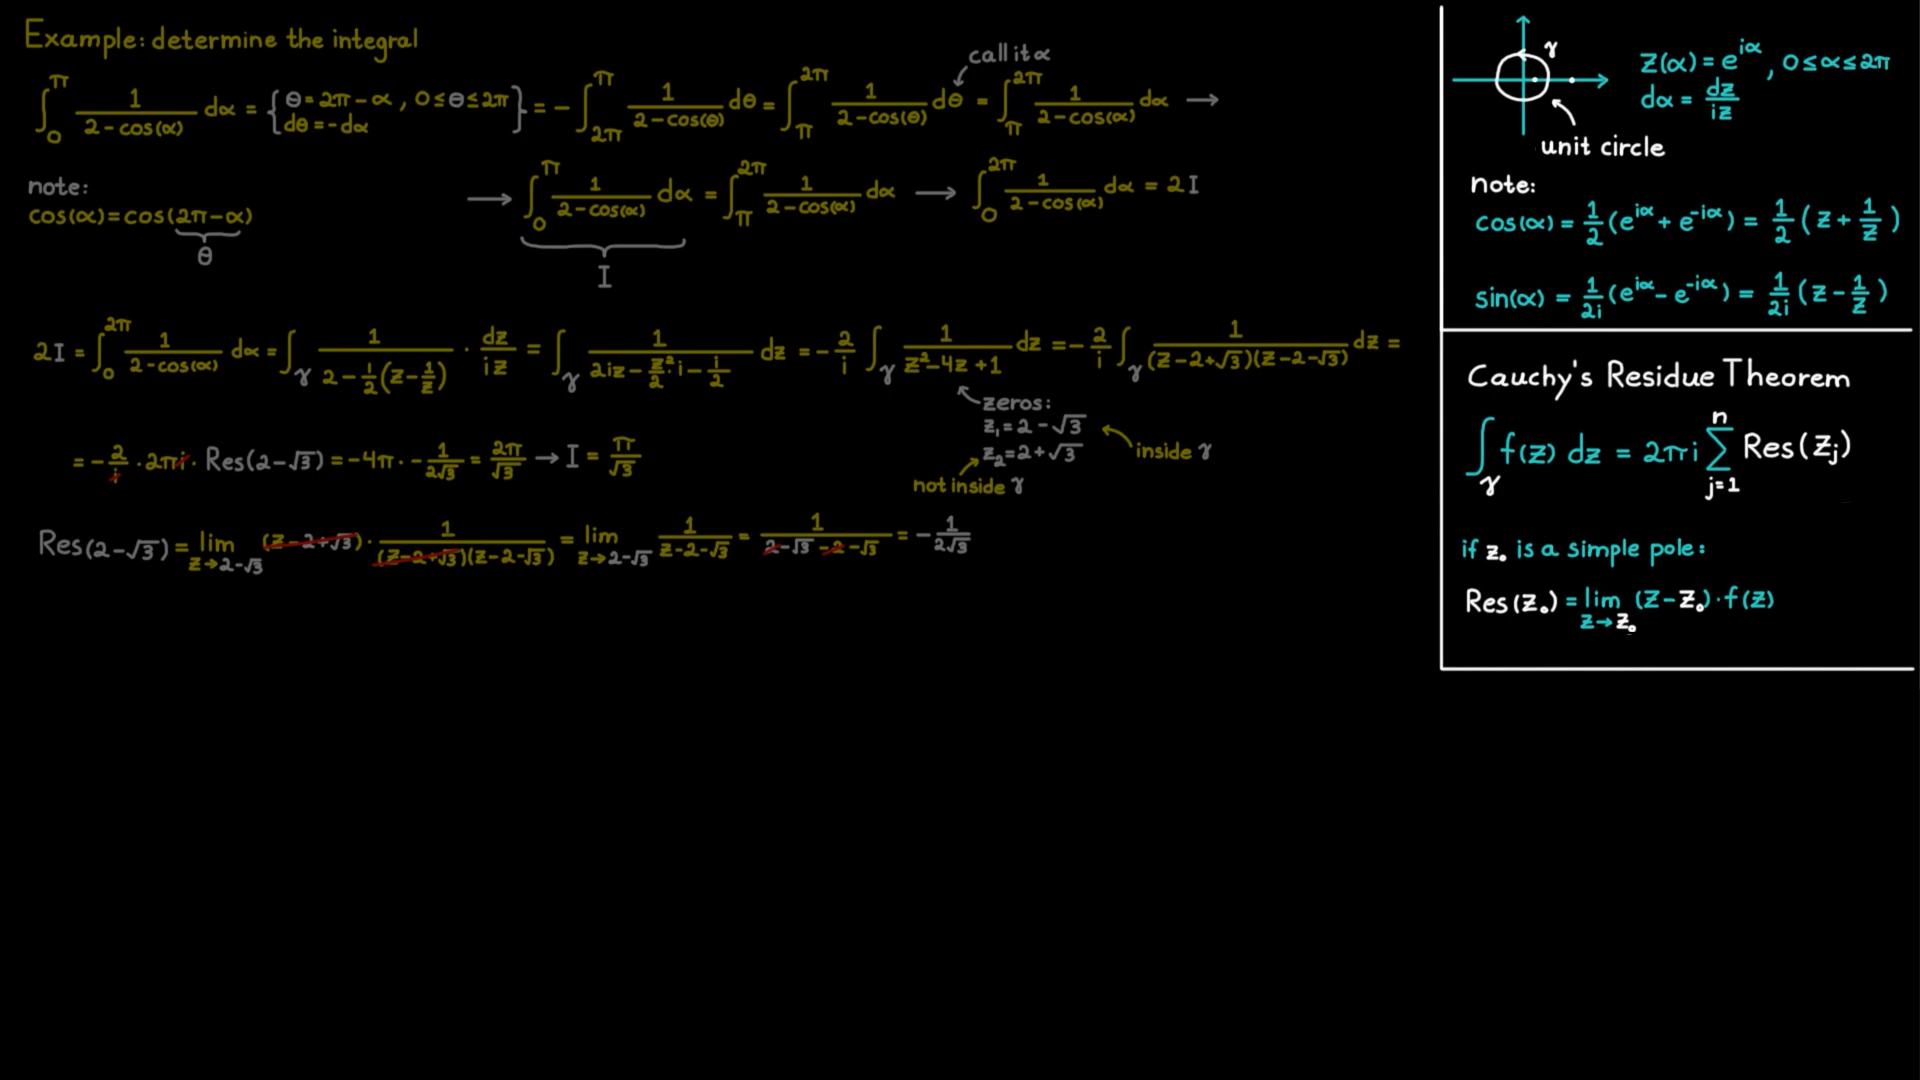 Example: determine the integral
∫_0^π 1/(2-cos(α)) dα = { θ=2π-α , 0≤θ≤2π
dθ=-dα } = - ∫_{2π}^π 1/(2-cos(θ)) dθ = ∫_π^{2π} 1/(2-cos(θ)) dθ = ∫_π^{2π} 1/(2-cos(α)) dα →
call it α
note:
cos(α)=cos(2π-α)
θ
→ ∫_0^π 1/(2-cos(α)) dα = ∫_π^{2π} 1/(2-cos(α)) dα → ∫_0^{2π} 1/(2-cos(α)) dα = 2I
I
2I = ∫_0^{2π} 1/(2-cos(α)) dα = ∫_γ 1/(2-1/2(z-1/z)) · dz/iz = ∫_γ 1/(2iz-z²/2·i-i/2) dz = -2/i ∫_γ 1/(z²-4z+1) dz = -2/i ∫_γ 1/((z-2+√3)(z-2-√3)) dz =
zeros:
z₁=2-√3
z₂=2+√3
inside γ
not inside γ
= -2/i · 2πi · Res(2-√3) = -4π · -1/(2√3) = 2π/√3 → I = π/√3
Res(2-√3) = lim_{z→2-√3} (z-2+√3) · 1/((z-2+√3)(z-2-√3)) = lim_{z→2-√3} 1/(z-2-√3) = 1/(2-√3-2-√3) = -1/(2√3)
γ
z(α) = e^{iα} , 0≤α≤2π
dα = dz/iz
unit circle
note:
cos(α) = 1/2(e^{iα} + e^{-iα}) = 1/2(z+1/z)
sin(α) = 1/2i(e^{iα} - e^{-iα}) = 1/2i(z-1/z)
Cauchy's Residue Theorem
∫_γ f(z) dz = 2πi ∑_{j=1}^n Res(z_j)
if z₀ is a simple pole:
Res(z₀) = lim_{z→z₀} (z-z₀)·f(z)